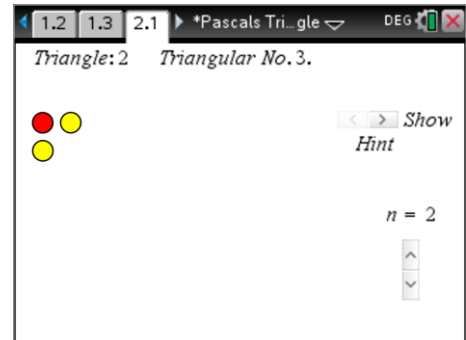 1.2 1.3 2.1 *Pascals Tri...gle DEG
Triangle:2 Triangular No.3.
< > Show
Hint
n = 2